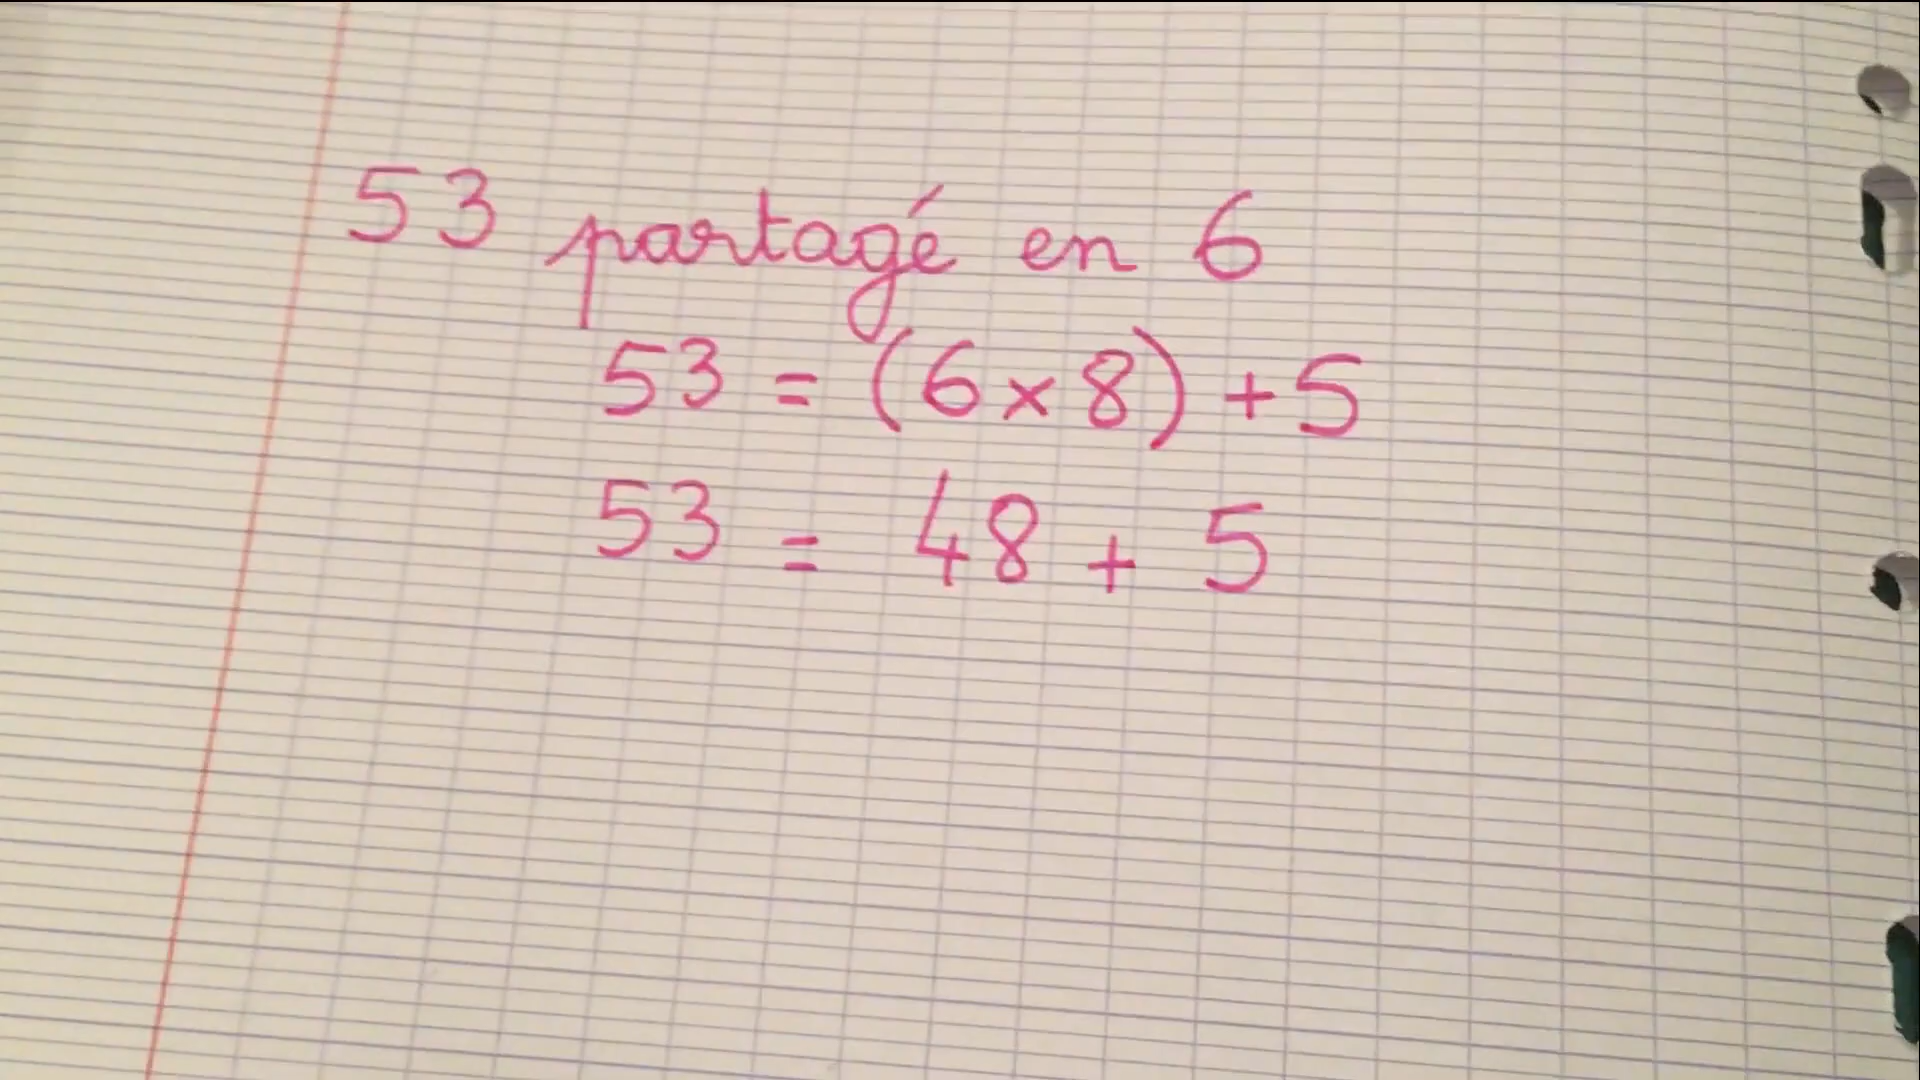 53 partagé en 6
53 = (6 x 8) + 5
53 = 48 + 5